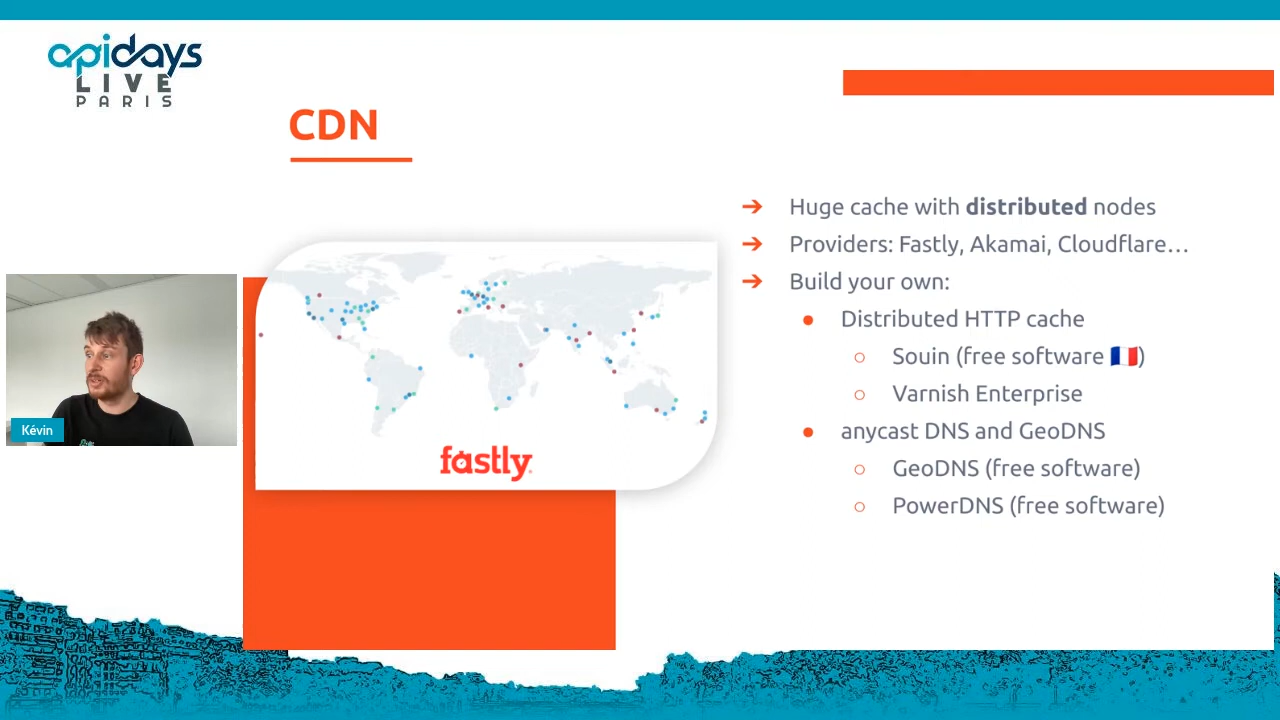 apidays
LIVE
PARIS
CDN
Huge cache with distributed nodes
Providers: Fastly, Akamai, Cloudflare…
Build your own:
Distributed HTTP cache
Souin (free software 🇫🇷)
Varnish Enterprise
anycast DNS and GeoDNS
GeoDNS (free software)
PowerDNS (free software)
fastly
Kévin